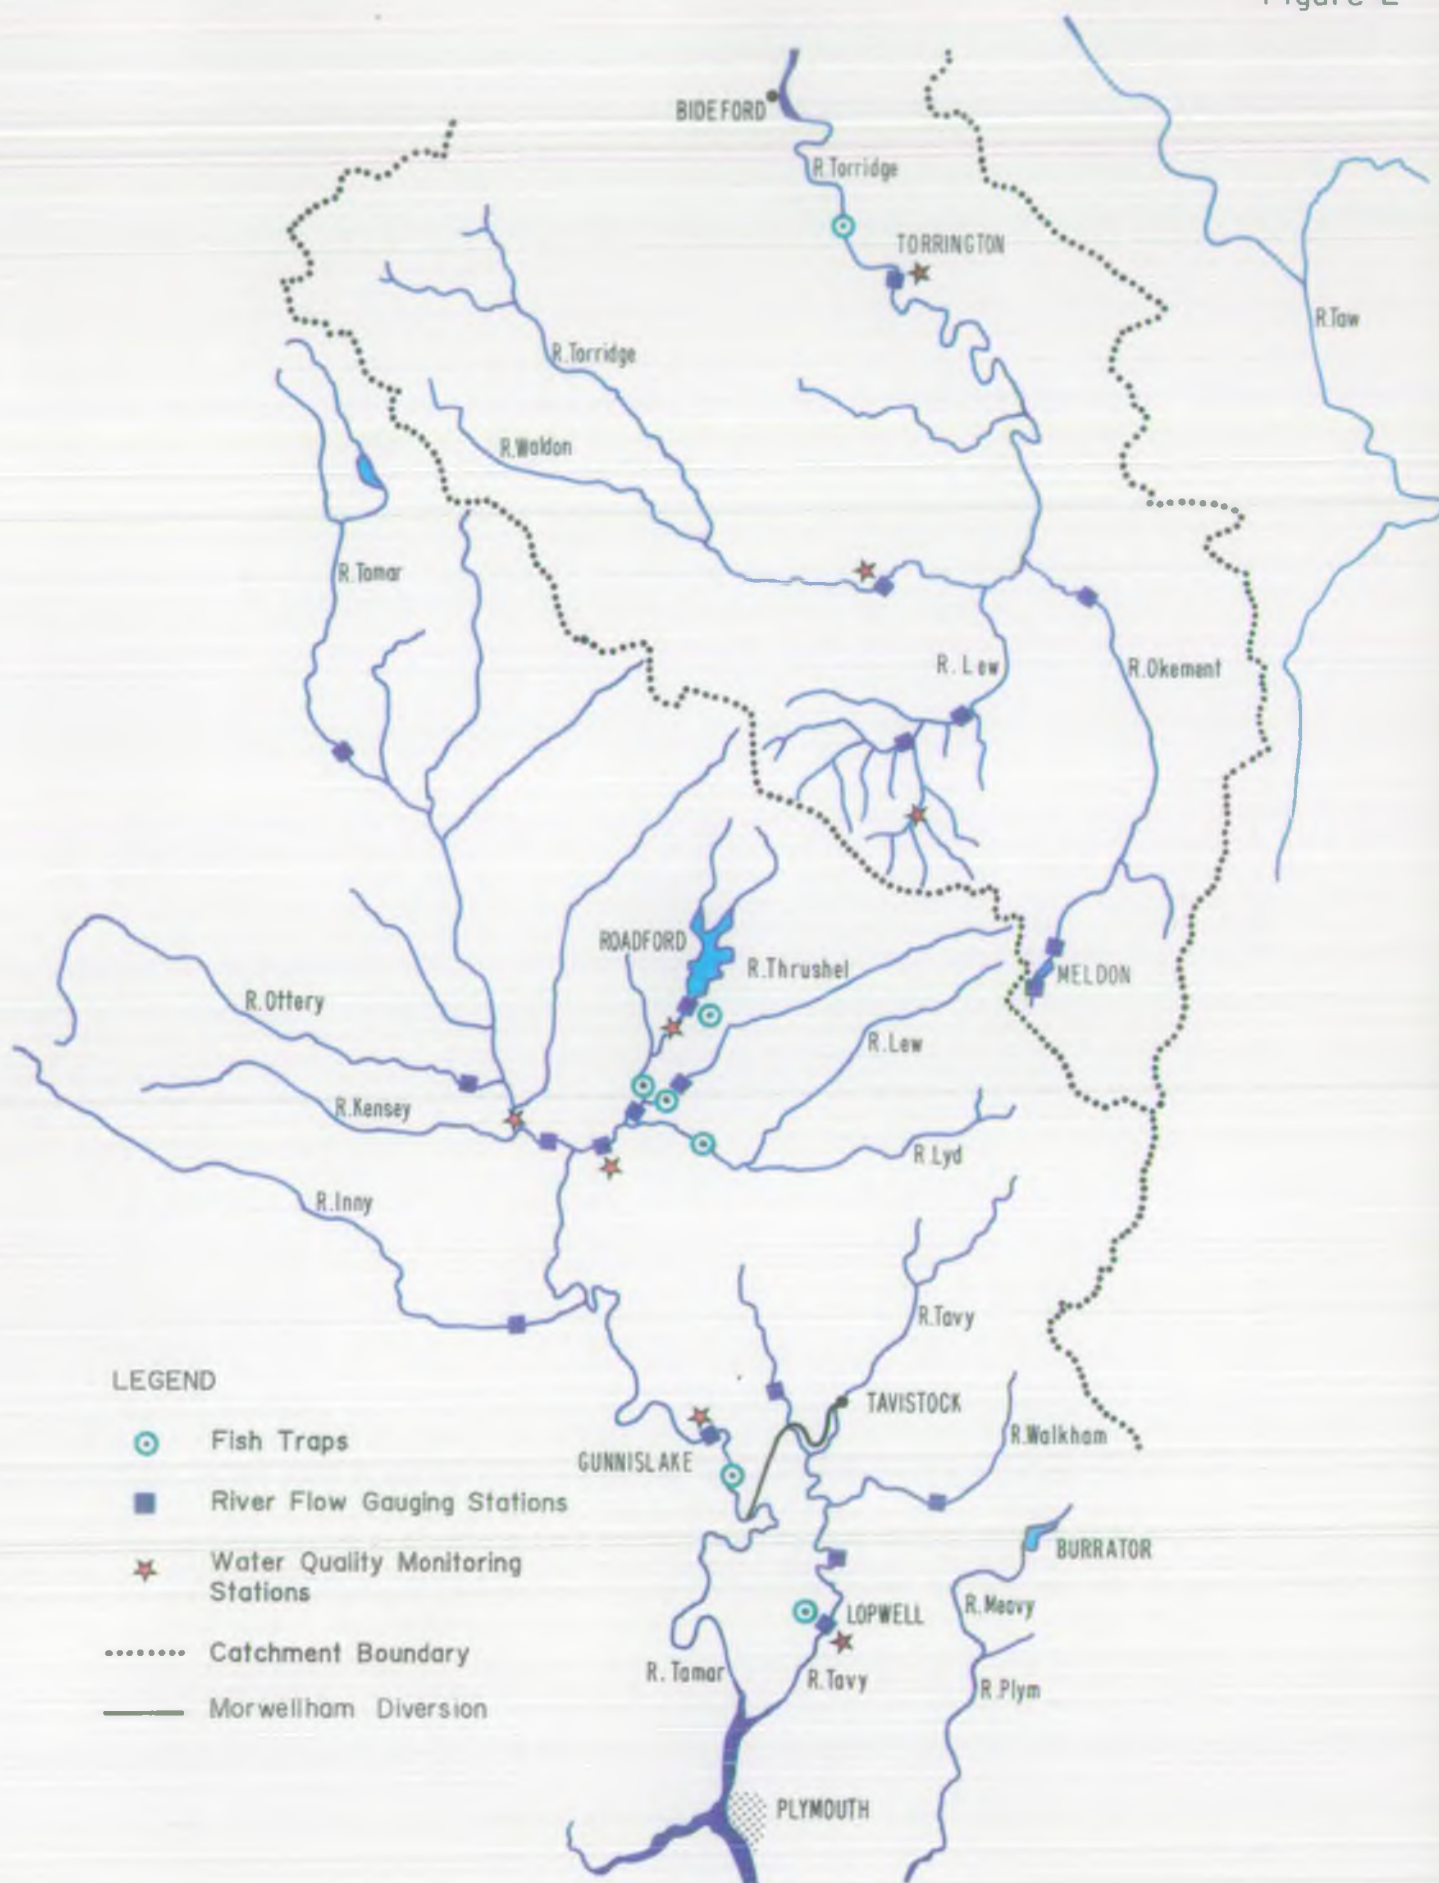 Figure 2
BIDEFORD
R.Torridge
TORRINGTON
R.Taw
R.Torridge
R.Waldon
R.Tamar
R. Lew
R.Okement
ROADFORD
R.Thrushel
MELDON
R.Ottery
R.Lew
R.Kensey
R.Lyd
R.Inny
R.Tavy
LEGEND
TAVISTOCK
Fish Traps
R.Walkham
GUNNISLAKE
River Flow Gauging Stations
BURRATOR
Water Quality Monitoring
Stations
R.Meavy
LOPWELL
Catchment Boundary
R. Tamar
R.Tavy
R.Plym
Morwellham Diversion
PLYMOUTH